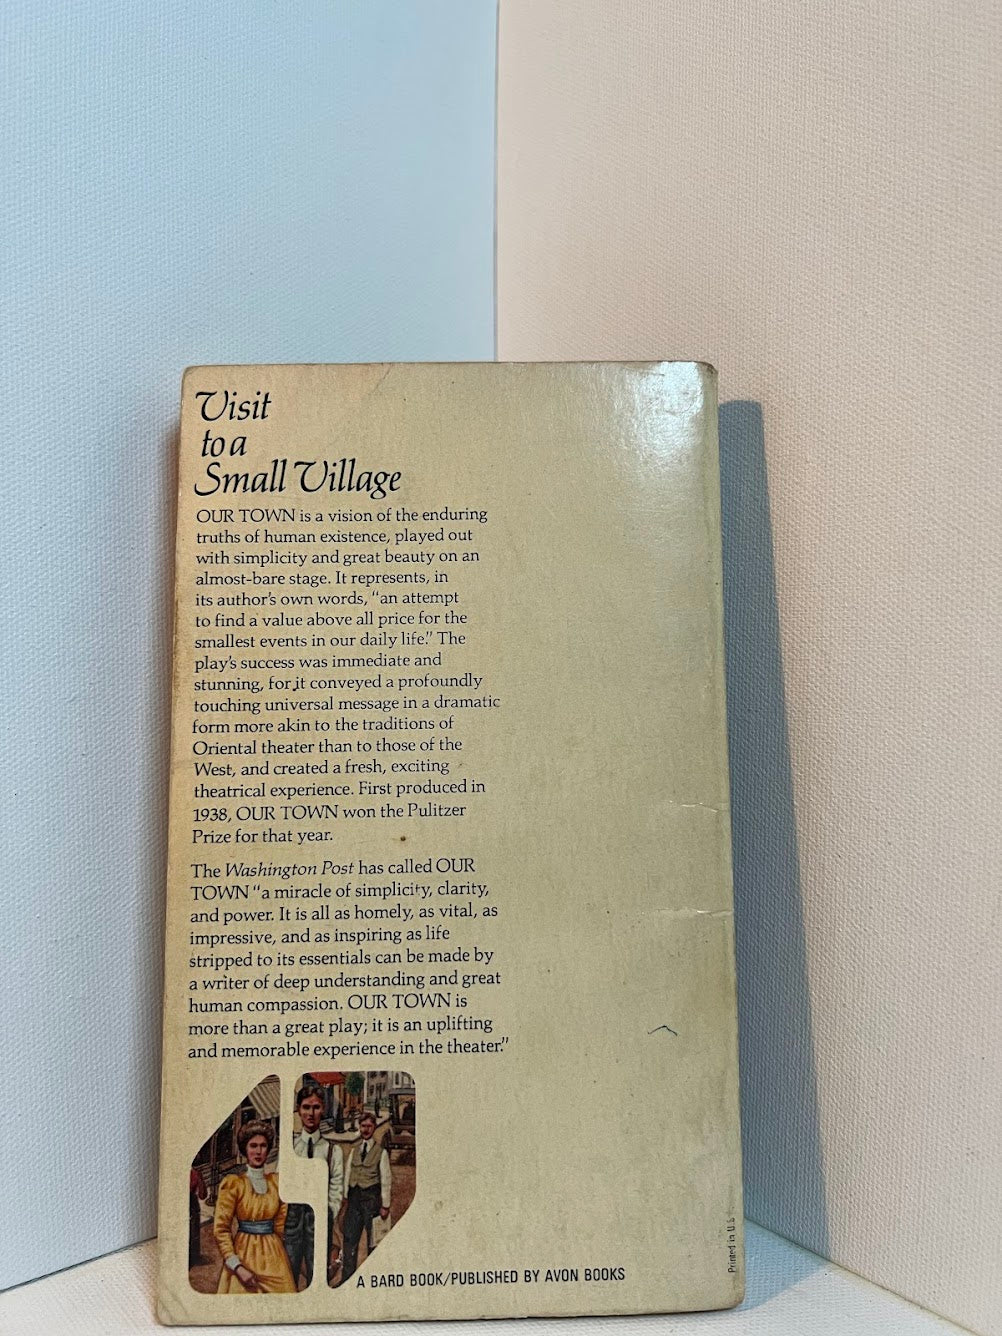 Visit
to a
Small Village
OUR TOWN is a vision of the enduring
truths of human existence, played out
with simplicity and great beauty on an
almost-bare stage. It represents, in
its author's own words, “an attempt
to find a value above all price for the
smallest events in our daily life.” The
play's success was immediate and
stunning, for it conveyed a profoundly
touching universal message in a dramatic
form more akin to the traditions of
Oriental theater than to those of the
West, and created a fresh, exciting
theatrical experience. First produced in
1938, OUR TOWN won the Pulitzer
Prize for that year.
The Washington Post has called OUR
TOWN “a miracle of simplicity, clarity,
and power. It is all as homely, as vital, as
impressive, and as inspiring as life
stripped to its essentials can be made by
a writer of deep understanding and great
human compassion. OUR TOWN is
more than a great play; it is an uplifting
and memorable experience in the theater.”
A BARD BOOK/PUBLISHED BY AVON BOOKS
Printed in U.S.